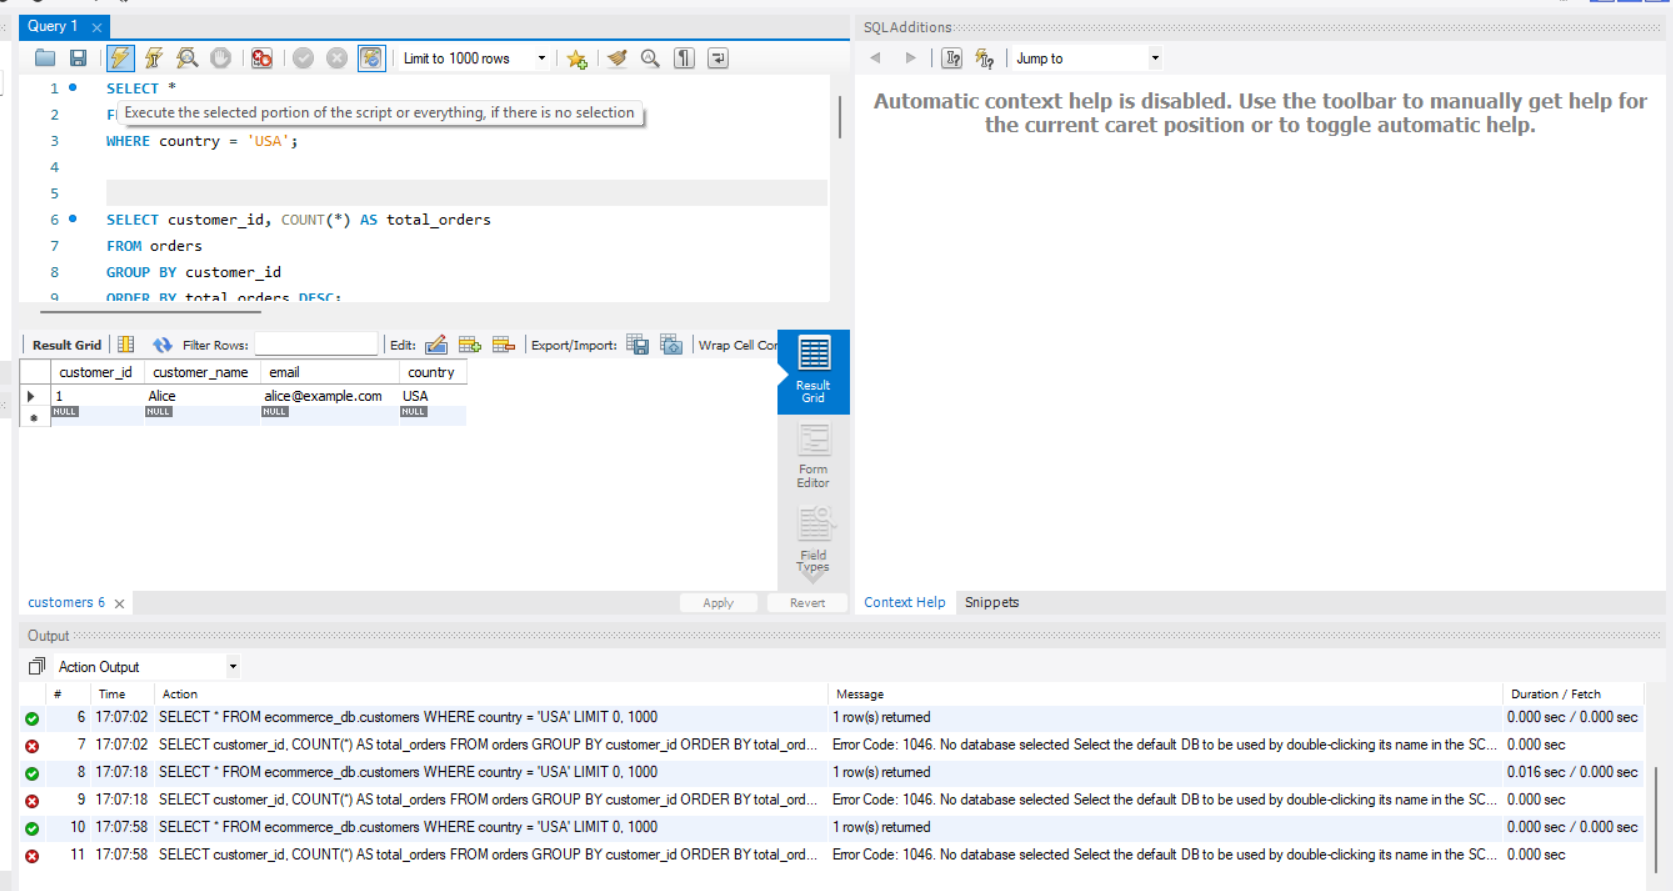 Query 1
SQLAdditions
Limit to 1000 rows
Jump to
Automatic context help is disabled. Use the toolbar to manually get help for
the current caret position or to toggle automatic help.
1 SELECT *
2 F
Execute the selected portion of the script or everything, if there is no selection
3 WHERE country = 'USA';
4
5
6 SELECT customer_id, COUNT(*) AS total_orders
7 FROM orders
8 GROUP BY customer_id
9 ORDER BY total_orders DESC;
Result Grid Filter Rows: Edit: Export/Import: Wrap Cell Con
customer_id customer_name email country
1 Alice alice@example.com USA
NULL NULL NULL NULL
Result
Grid
Form
Editor
Field
Types
customers 6
Apply Revert
Context Help Snippets
Output
Action Output
# Time Action Message Duration / Fetch
6 17:07:02 SELECT * FROM ecommerce_db.customers WHERE country = 'USA' LIMIT 0, 1000 1 row(s) returned 0.000 sec / 0.000 sec
7 17:07:02 SELECT customer_id, COUNT(*) AS total_orders FROM orders GROUP BY customer_id ORDER BY total_ord... Error Code: 1046. No database selected Select the default DB to be used by double-clicking its name in the SC... 0.000 sec
8 17:07:18 SELECT * FROM ecommerce_db.customers WHERE country = 'USA' LIMIT 0, 1000 1 row(s) returned 0.016 sec / 0.000 sec
9 17:07:18 SELECT customer_id, COUNT(*) AS total_orders FROM orders GROUP BY customer_id ORDER BY total_ord... Error Code: 1046. No database selected Select the default DB to be used by double-clicking its name in the SC... 0.000 sec
10 17:07:58 SELECT * FROM ecommerce_db.customers WHERE country = 'USA' LIMIT 0, 1000 1 row(s) returned 0.000 sec / 0.000 sec
11 17:07:58 SELECT customer_id, COUNT(*) AS total_orders FROM orders GROUP BY customer_id ORDER BY total_ord... Error Code: 1046. No database selected Select the default DB to be used by double-clicking its name in the SC... 0.000 sec